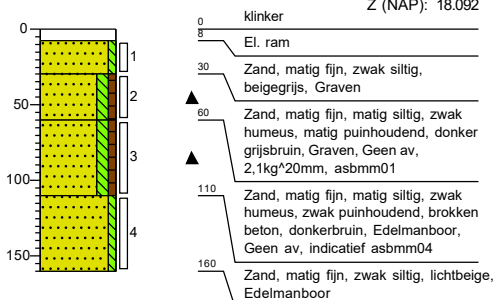 Z (NAP): 18.092
0
klinker
8
El. ram
30
Zand, matig fijn, zwak siltig,
beigegrijs, Graven
60
Zand, matig fijn, matig siltig, zwak
humeus, matig puinhoudend, donker
grijsbruin, Graven, Geen av,
2,1kg^20mm, asbmm01
110
Zand, matig fijn, matig siltig, zwak
humeus, zwak puinhoudend, brokken
beton, donkerbruin, Edelmanboor,
Geen av, indicatief asbmm04
160
Zand, matig fijn, zwak siltig, lichtbeige,
Edelmanboor
0
50
100
150
1
2
3
4